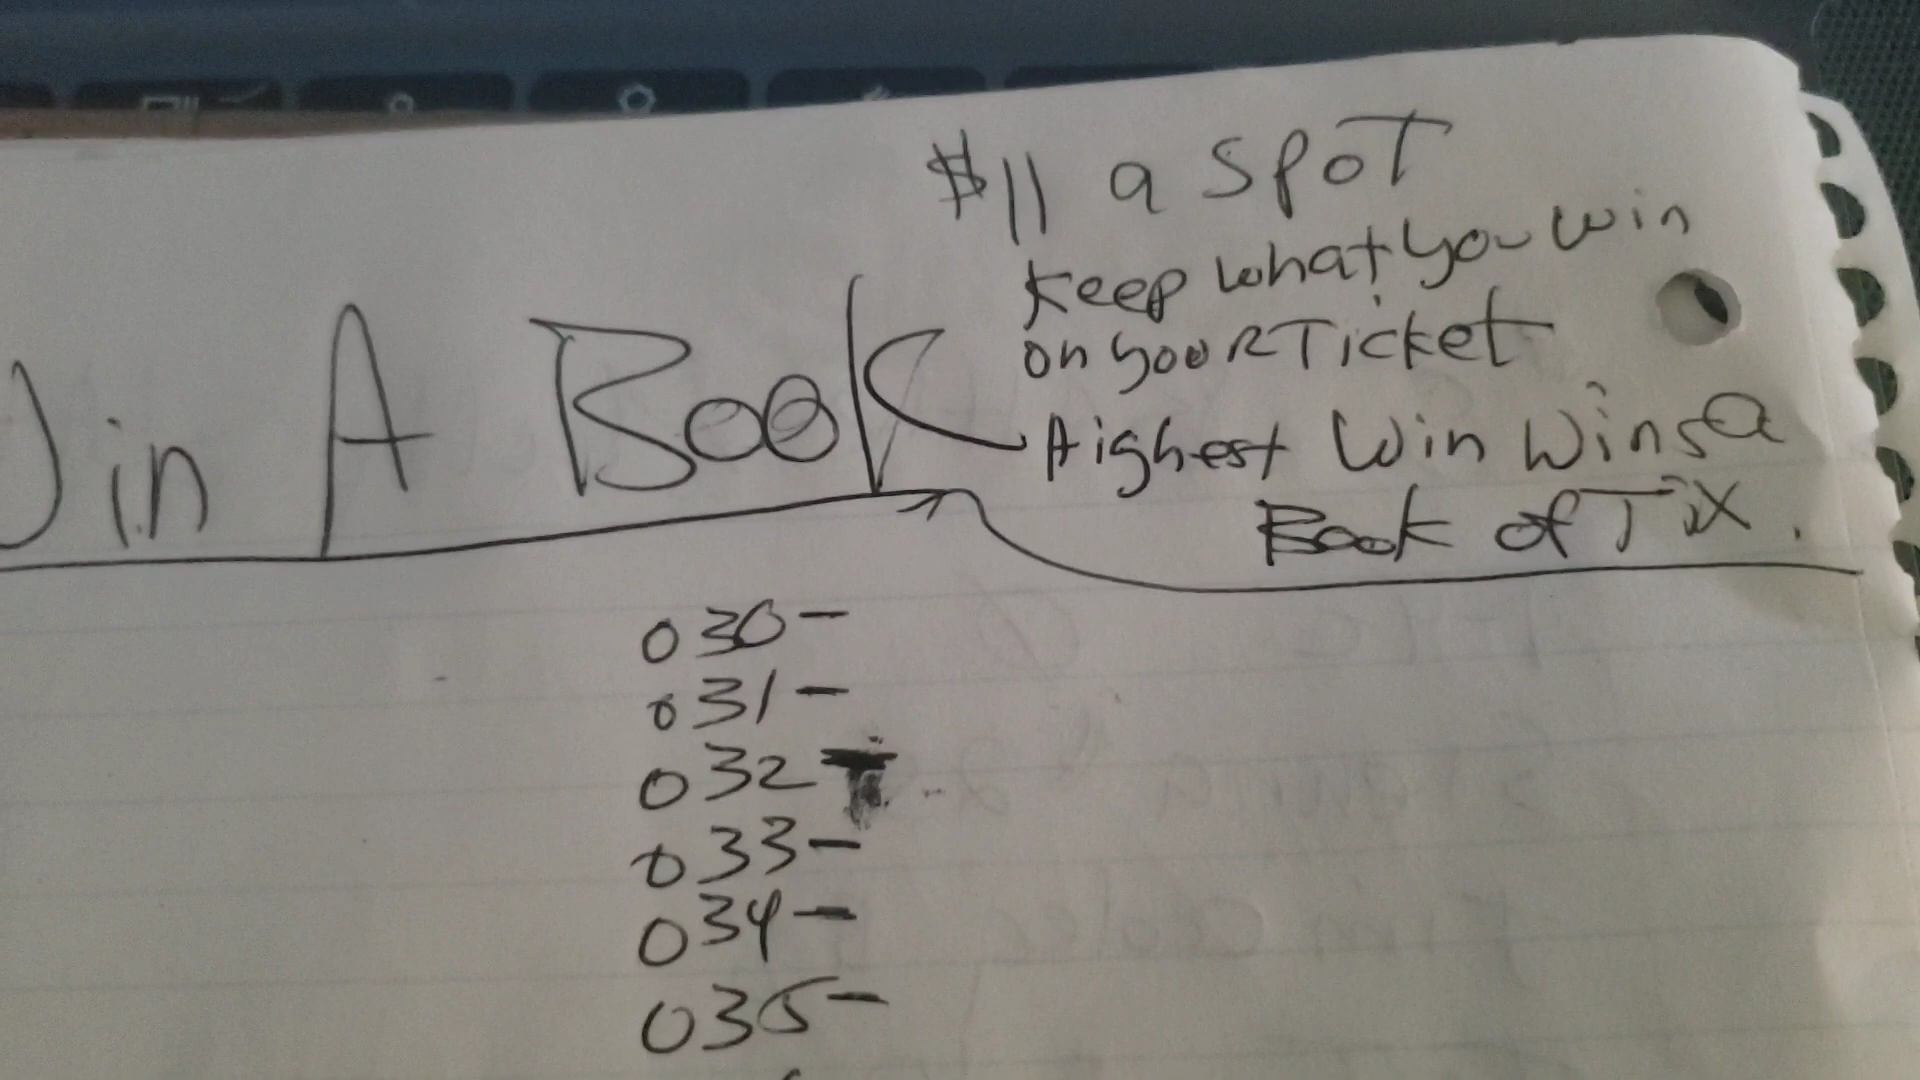 $11 a SPOT
Keep what you win
on youR Ticket
Highest Win Wins a
Book of Tix.
in A Book
030-
031-
032-
033-
034-
035-